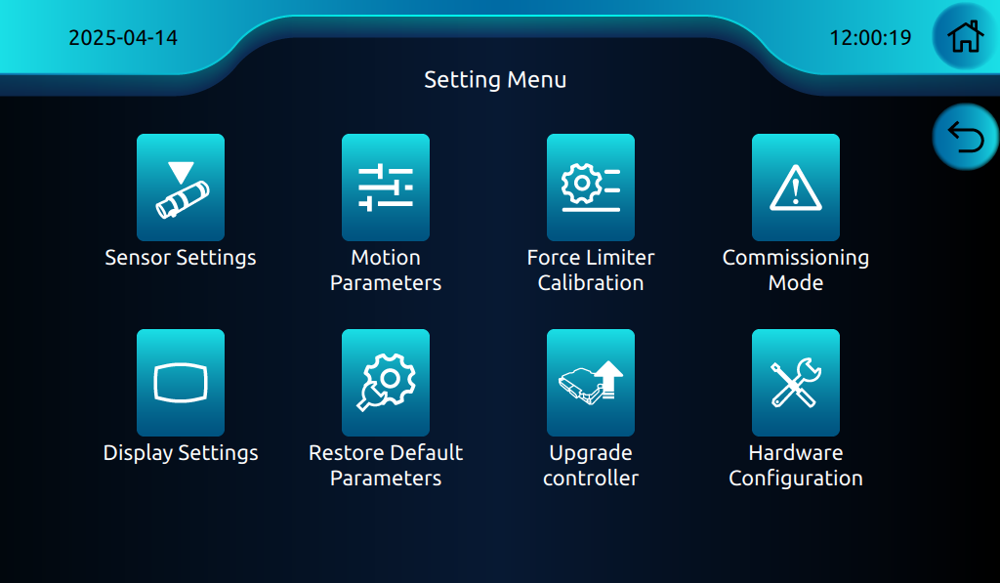 2025-04-14
12:00:19
Setting Menu
Sensor Settings
Motion
Parameters
Force Limiter
Calibration
Commissioning
Mode
Display Settings
Restore Default
Parameters
Upgrade
controller
Hardware
Configuration